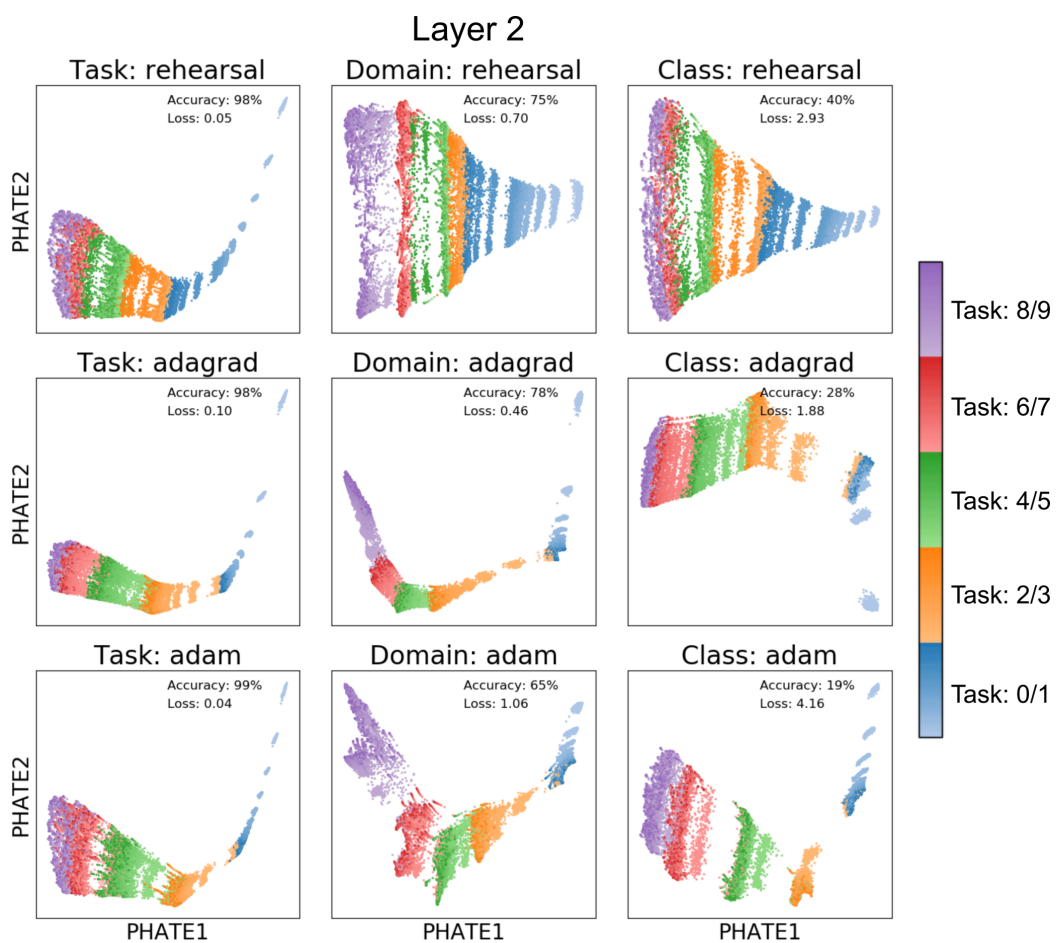 Layer 2
Task: rehearsal
Accuracy: 98%
Loss: 0.05
PHATE2
Domain: rehearsal
Accuracy: 75%
Loss: 0.70
Class: rehearsal
Accuracy: 40%
Loss: 2.93
Task: adagrad
Accuracy: 98%
Loss: 0.10
PHATE2
Domain: adagrad
Accuracy: 78%
Loss: 0.46
Class: adagrad
Accuracy: 28%
Loss: 1.88
Task: adam
Accuracy: 99%
Loss: 0.04
PHATE2
PHATE1
Domain: adam
Accuracy: 65%
Loss: 1.06
PHATE1
Class: adam
Accuracy: 19%
Loss: 4.16
PHATE1
Task: 8/9
Task: 6/7
Task: 4/5
Task: 2/3
Task: 0/1